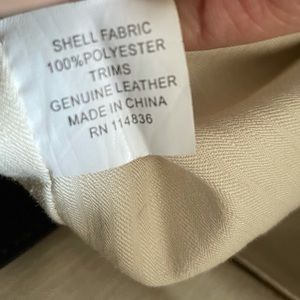 SHELL FABRIC
100%POLYESTER
TRIMS
GENUINE LEATHER
MADE IN CHINA
RN 114836